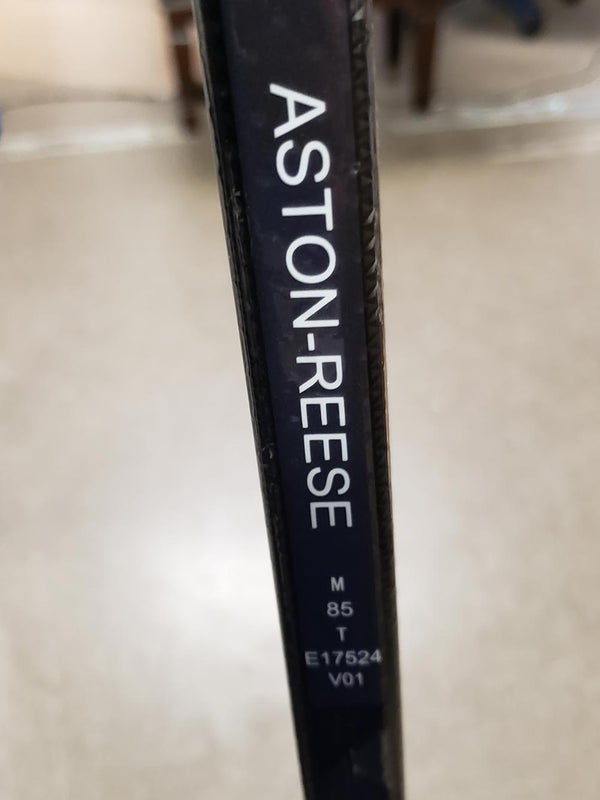 ASTON-REESE
M
85
T
E17524
V01